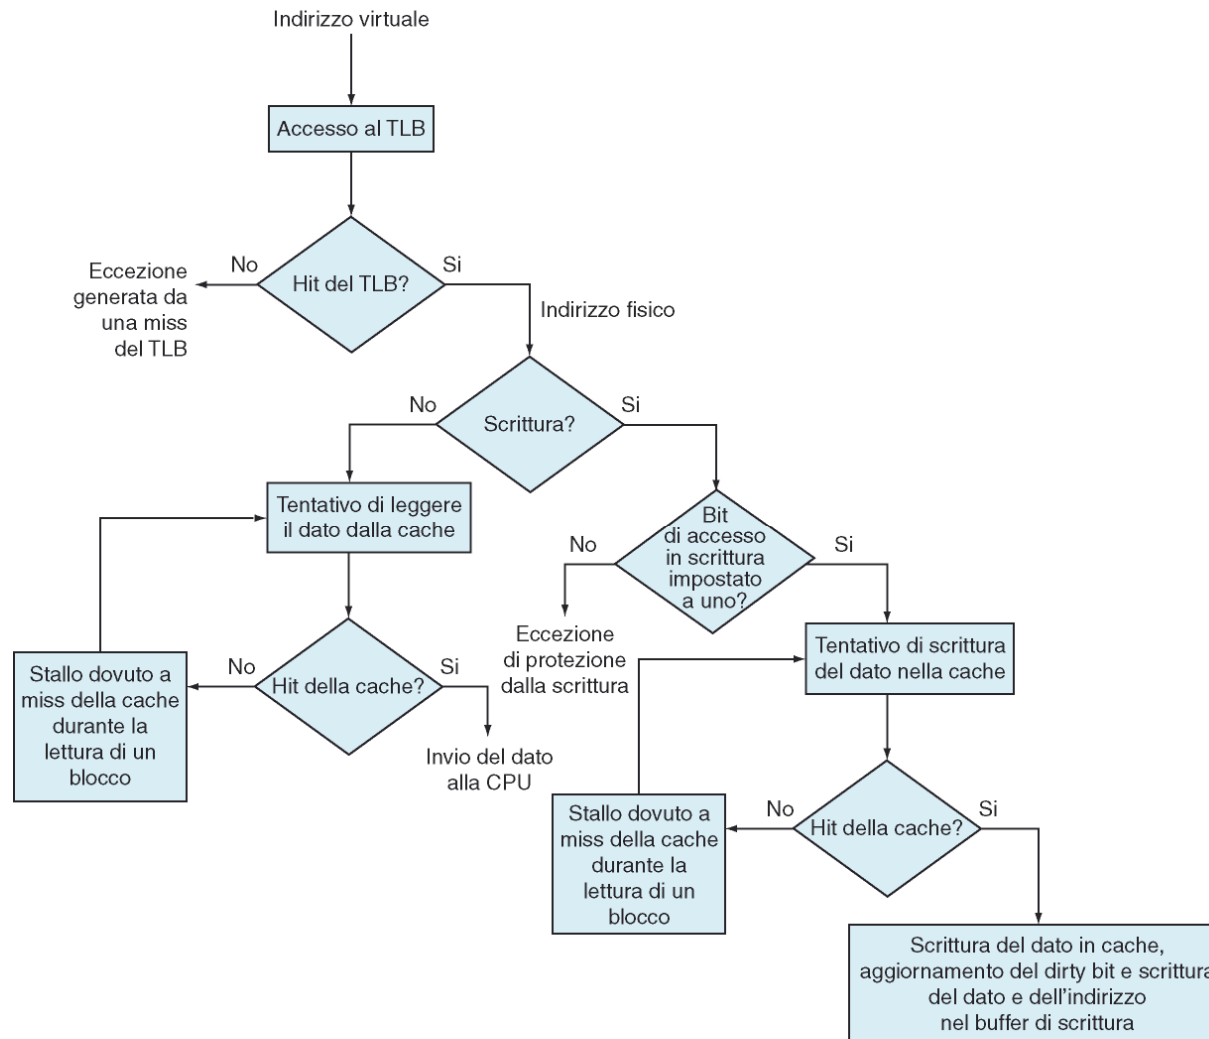 Indirizzo virtuale
Accesso al TLB
Hit del TLB?
No
Si
Eccezione
generata da
una miss
del TLB
Indirizzo fisico
Scrittura?
No
Si
Tentativo di leggere
il dato dalla cache
Bit
di accesso
in scrittura
impostato
a uno?
No
Si
Eccezione
di protezione
dalla scrittura
Tentativo di scrittura
del dato nella cache
Stallo dovuto a
miss della cache
durante la
lettura di un
blocco
No
Hit della cache?
Si
Invio del dato
alla CPU
Stallo dovuto a
miss della cache
durante la
lettura di un
blocco
No
Hit della cache?
Si
Scrittura del dato in cache,
aggiornamento del dirty bit e scrittura
del dato e dell'indirizzo
nel buffer di scrittura